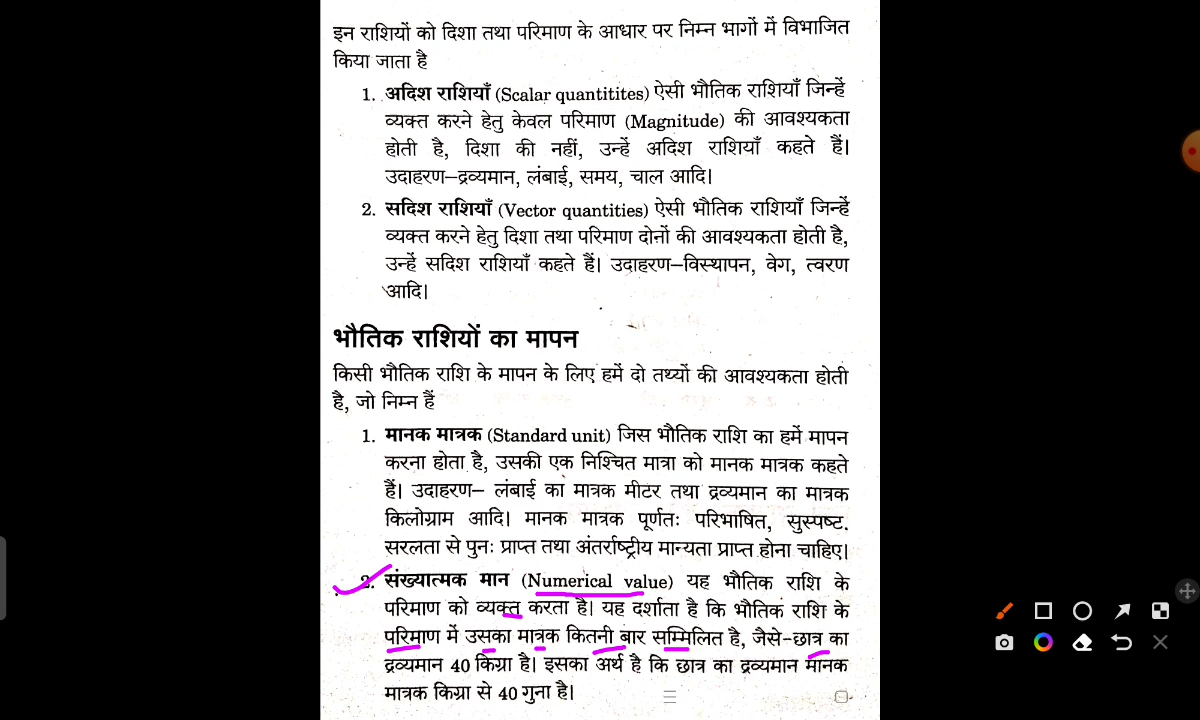 इन राशियों को दिशा तथा परिमाण के आधार पर निम्न भागों में विभाजित
किया जाता है
1. अदिश राशियाँ (Scalar quantitites) ऐसी भौतिक राशियाँ जिन्हें
व्यक्त करने हेतु केवल परिमाण (Magnitude) की आवश्यकता
होती है, दिशा की नहीं, उन्हें अदिश राशियाँ कहते हैं।
उदाहरण–द्रव्यमान, लंबाई, समय, चाल आदि।
2. सदिश राशियाँ (Vector quantities) ऐसी भौतिक राशियाँ जिन्हें
व्यक्त करने हेतु दिशा तथा परिमाण दोनों की आवश्यकता होती है,
उन्हें सदिश राशियाँ कहते हैं। उदाहरण–विस्थापन, वेग, त्वरण
आदि।
भौतिक राशियों का मापन
किसी भौतिक राशि के मापन के लिए हमें दो तथ्यों की आवश्यकता होती
है, जो निम्न हैं
1. मानक मात्रक (Standard unit) जिस भौतिक राशि का हमें मापन
करना होता है, उसकी एक निश्चित मात्रा को मानक मात्रक कहते
हैं। उदाहरण– लंबाई का मात्रक मीटर तथा द्रव्यमान का मात्रक
किलोग्राम आदि। मानक मात्रक पूर्णतः परिभाषित, सुस्पष्ट.
सरलता से पुनः प्राप्त तथा अंतर्राष्ट्रीय मान्यता प्राप्त होना चाहिए।
2. संख्यात्मक मान (Numerical value) यह भौतिक राशि के
परिमाण को व्यक्त करता है। यह दर्शाता है कि भौतिक राशि के
परिमाण में उसका मात्रक कितनी बार सम्मिलित है, जैसे-छात्र का
द्रव्यमान 40 किग्रा है। इसका अर्थ है कि छात्र का द्रव्यमान मानक
मात्रक किग्रा से 40 गुना है।